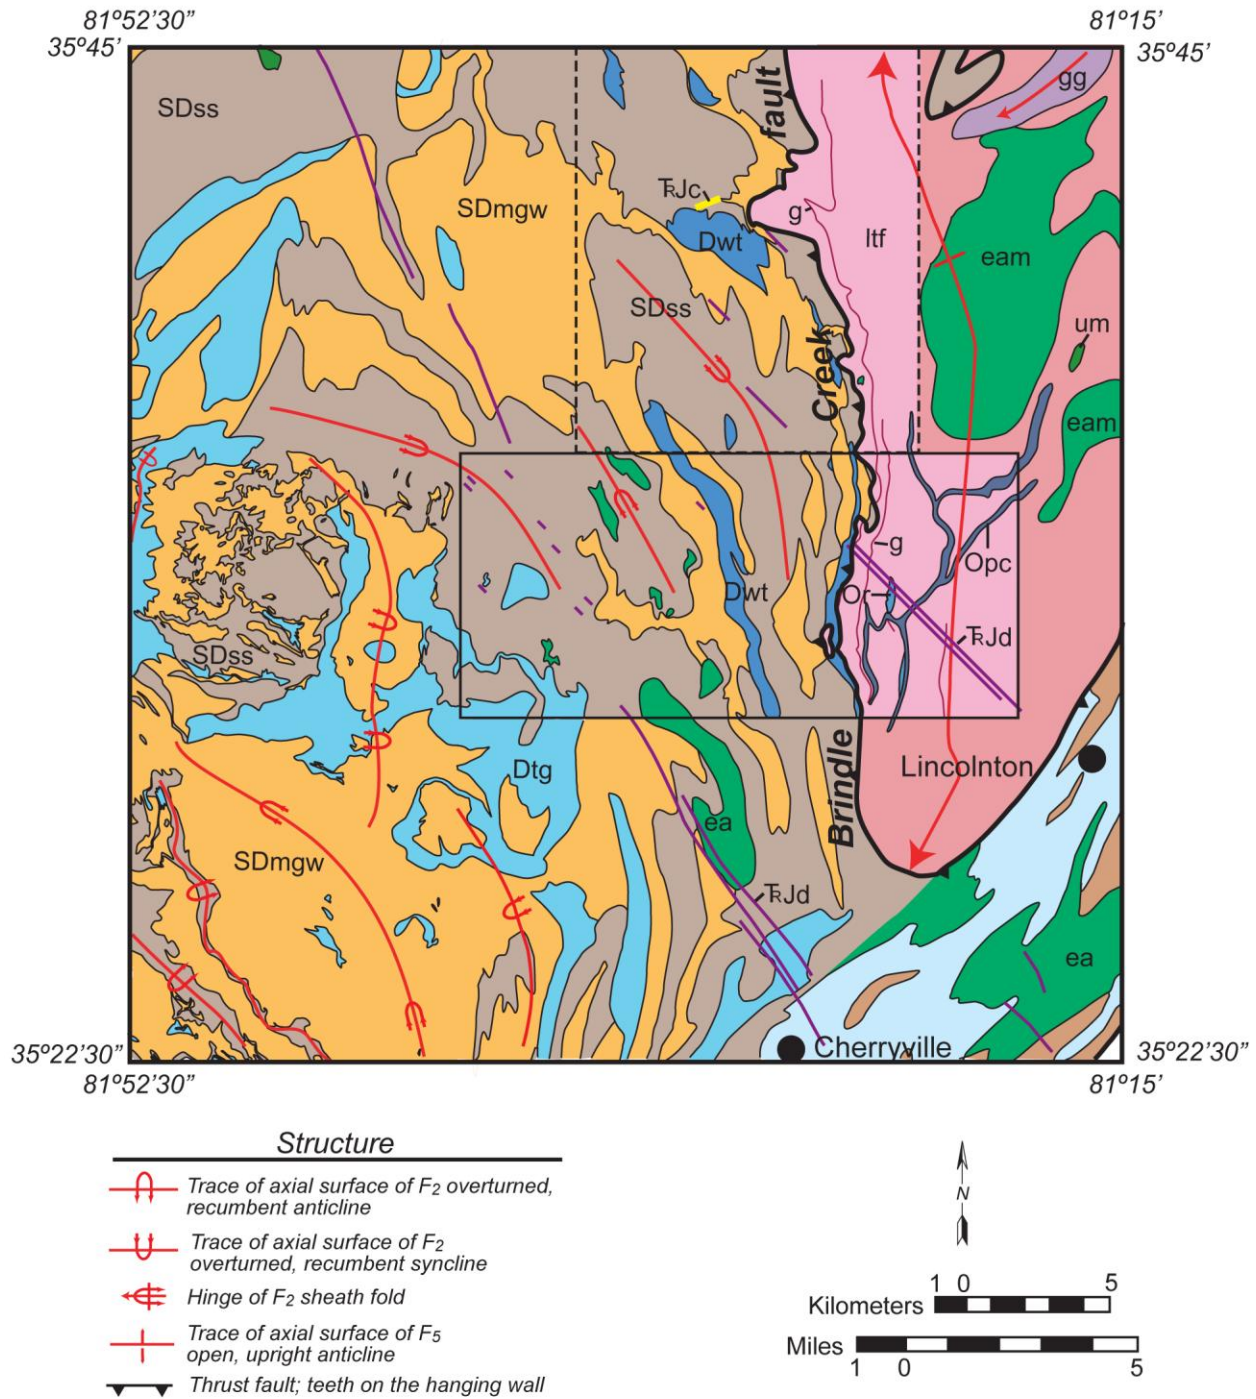 81º52'30"
81º15'
35º45'
35º45'
SDss
gg
fault
SDmgw
TRJc
g
ltf
Dwt
eam
SDss
um
Creek
eam
g
Opc
Dwt
Or
SDss
TRJd
Dtg
Lincolnton
ea
Brindle
SDmgw
TRJd
ea
Cherryville
35º22'30"
35º22'30"
81º52'30"
81º15'
Structure
Trace of axial surface of F2 overturned,
recumbent anticline
Trace of axial surface of F2
overturned, recumbent syncline
N
Hinge of F2 sheath fold
1 0 5
Kilometers
Trace of axial surface of F5
open, upright anticline
Miles
1 0 5
Thrust fault; teeth on the hanging wall